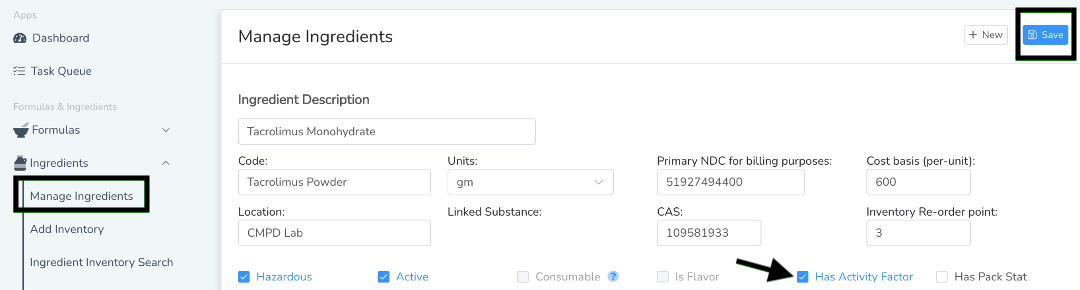 Apps
Dashboard
Task Queue
Formulas & Ingredients
Formulas
Ingredients
Manage Ingredients
Add Inventory
Ingredient Inventory Search
Manage Ingredients
+ New
Save
Ingredient Description
Tacrolimus Monohydrate
Code: Units: Primary NDC for billing purposes: Cost basis (per-unit):
Tacrolimus Powder gm 51927494400 600
Location: Linked Substance: CAS: Inventory Re-order point:
CMPD Lab 109581933 3
Hazardous Active Consumable ? Is Flavor Has Activity Factor Has Pack Stat